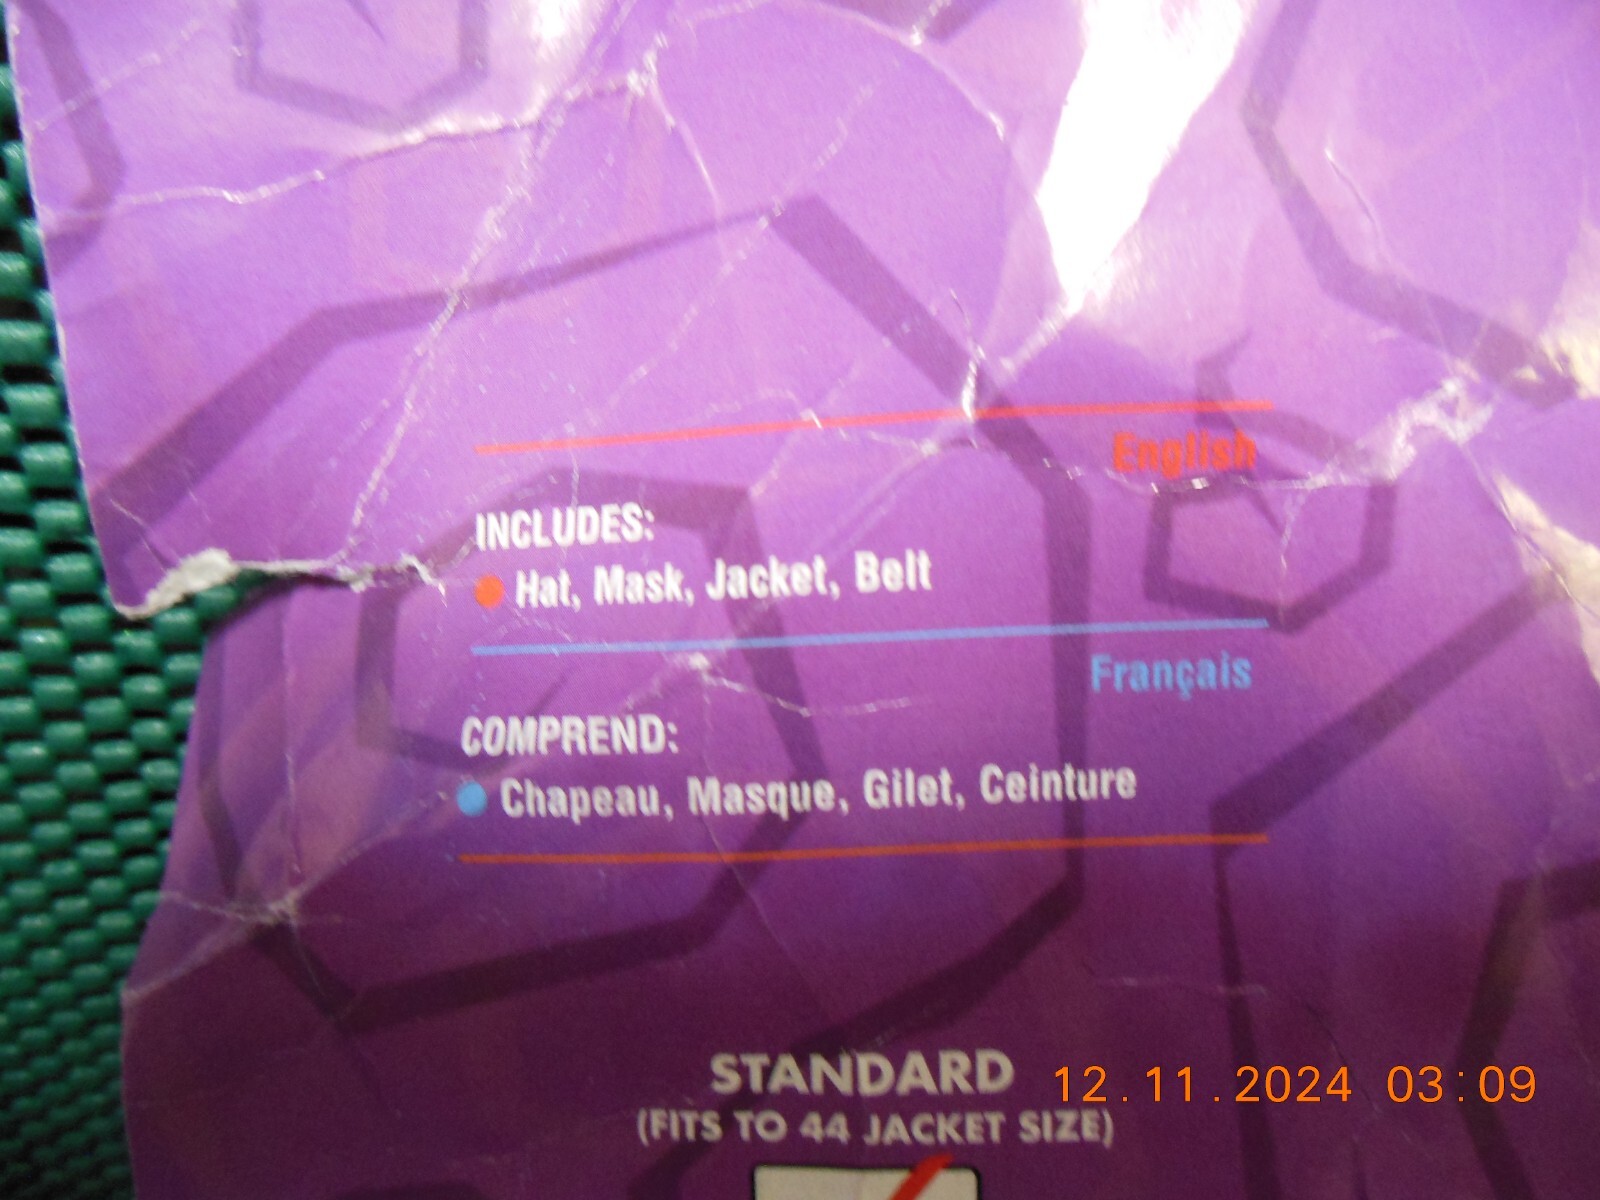 English
INCLUDES:
Hat, Mask, Jacket, Belt
Français
COMPREND:
Chapeau, Masque, Gilet, Ceinture
STANDARD
(FITS TO 44 JACKET SIZE)
12.11.2024 03:09